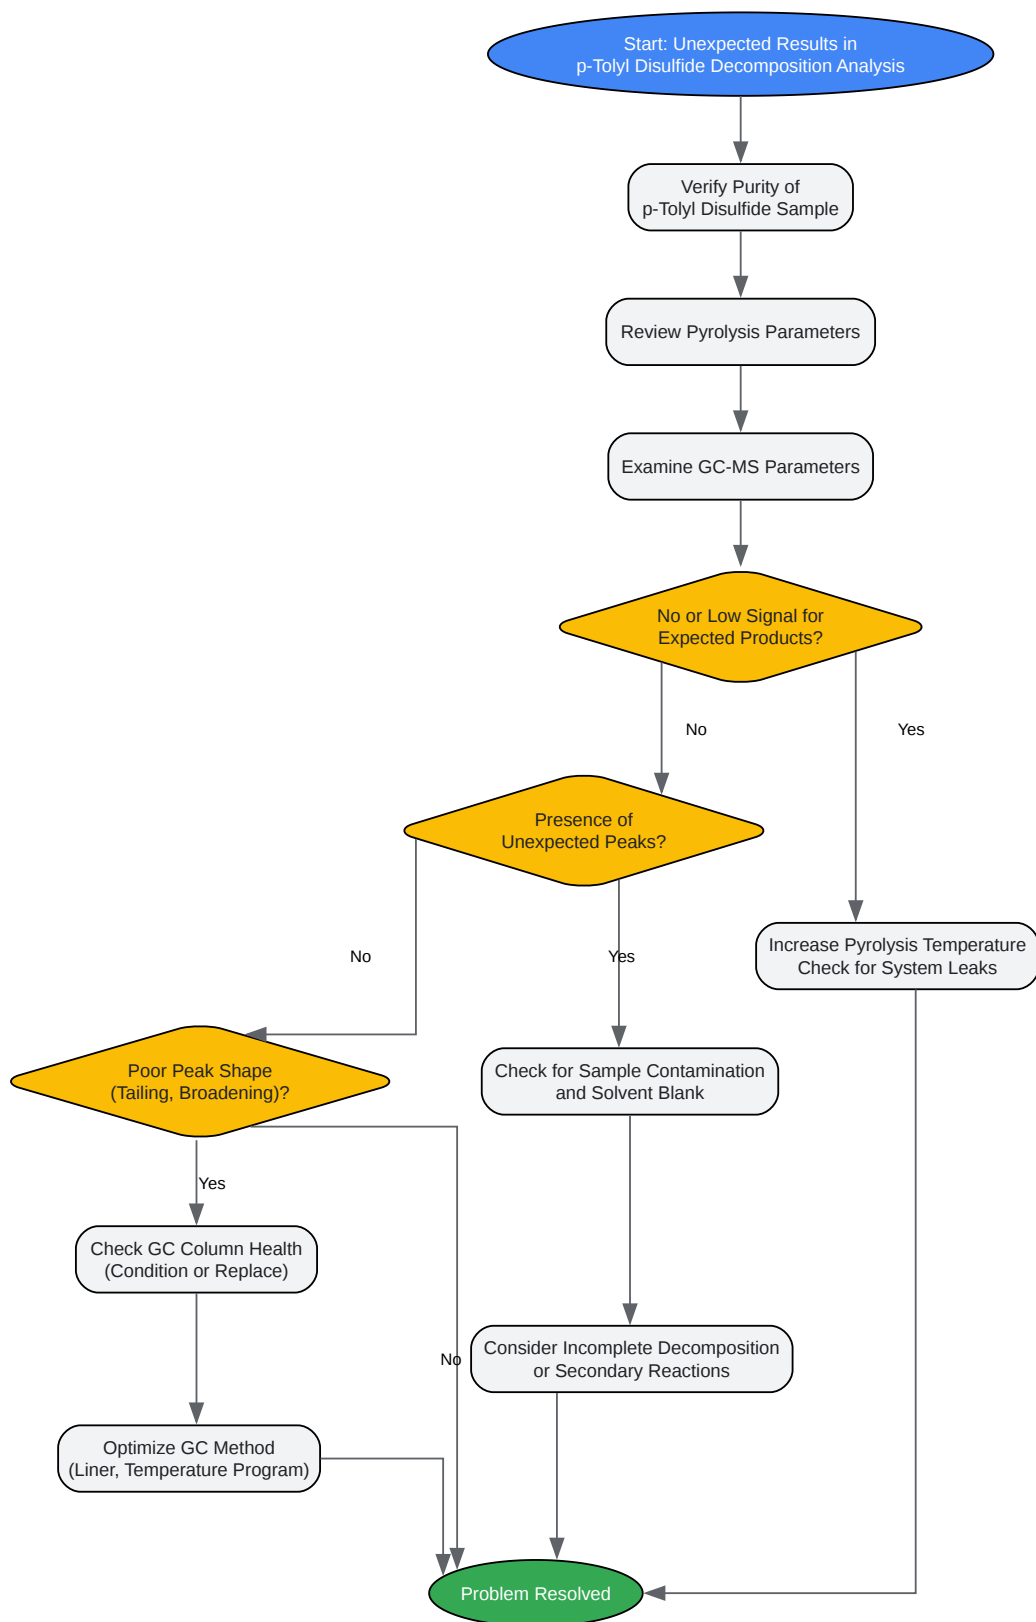 Start: Unexpected Results in
p-Tolyl Disulfide Decomposition Analysis
Verify Purity of
p-Tolyl Disulfide Sample
Review Pyrolysis Parameters
Examine GC-MS Parameters
No or Low Signal for
Expected Products?
No
Yes
Presence of
Unexpected Peaks?
No
Yes
Increase Pyrolysis Temperature
Check for System Leaks
Poor Peak Shape
(Tailing, Broadening)?
Check for Sample Contamination
and Solvent Blank
Yes
Check GC Column Health
(Condition or Replace)
No
Consider Incomplete Decomposition
or Secondary Reactions
Optimize GC Method
(Liner, Temperature Program)
Problem Resolved